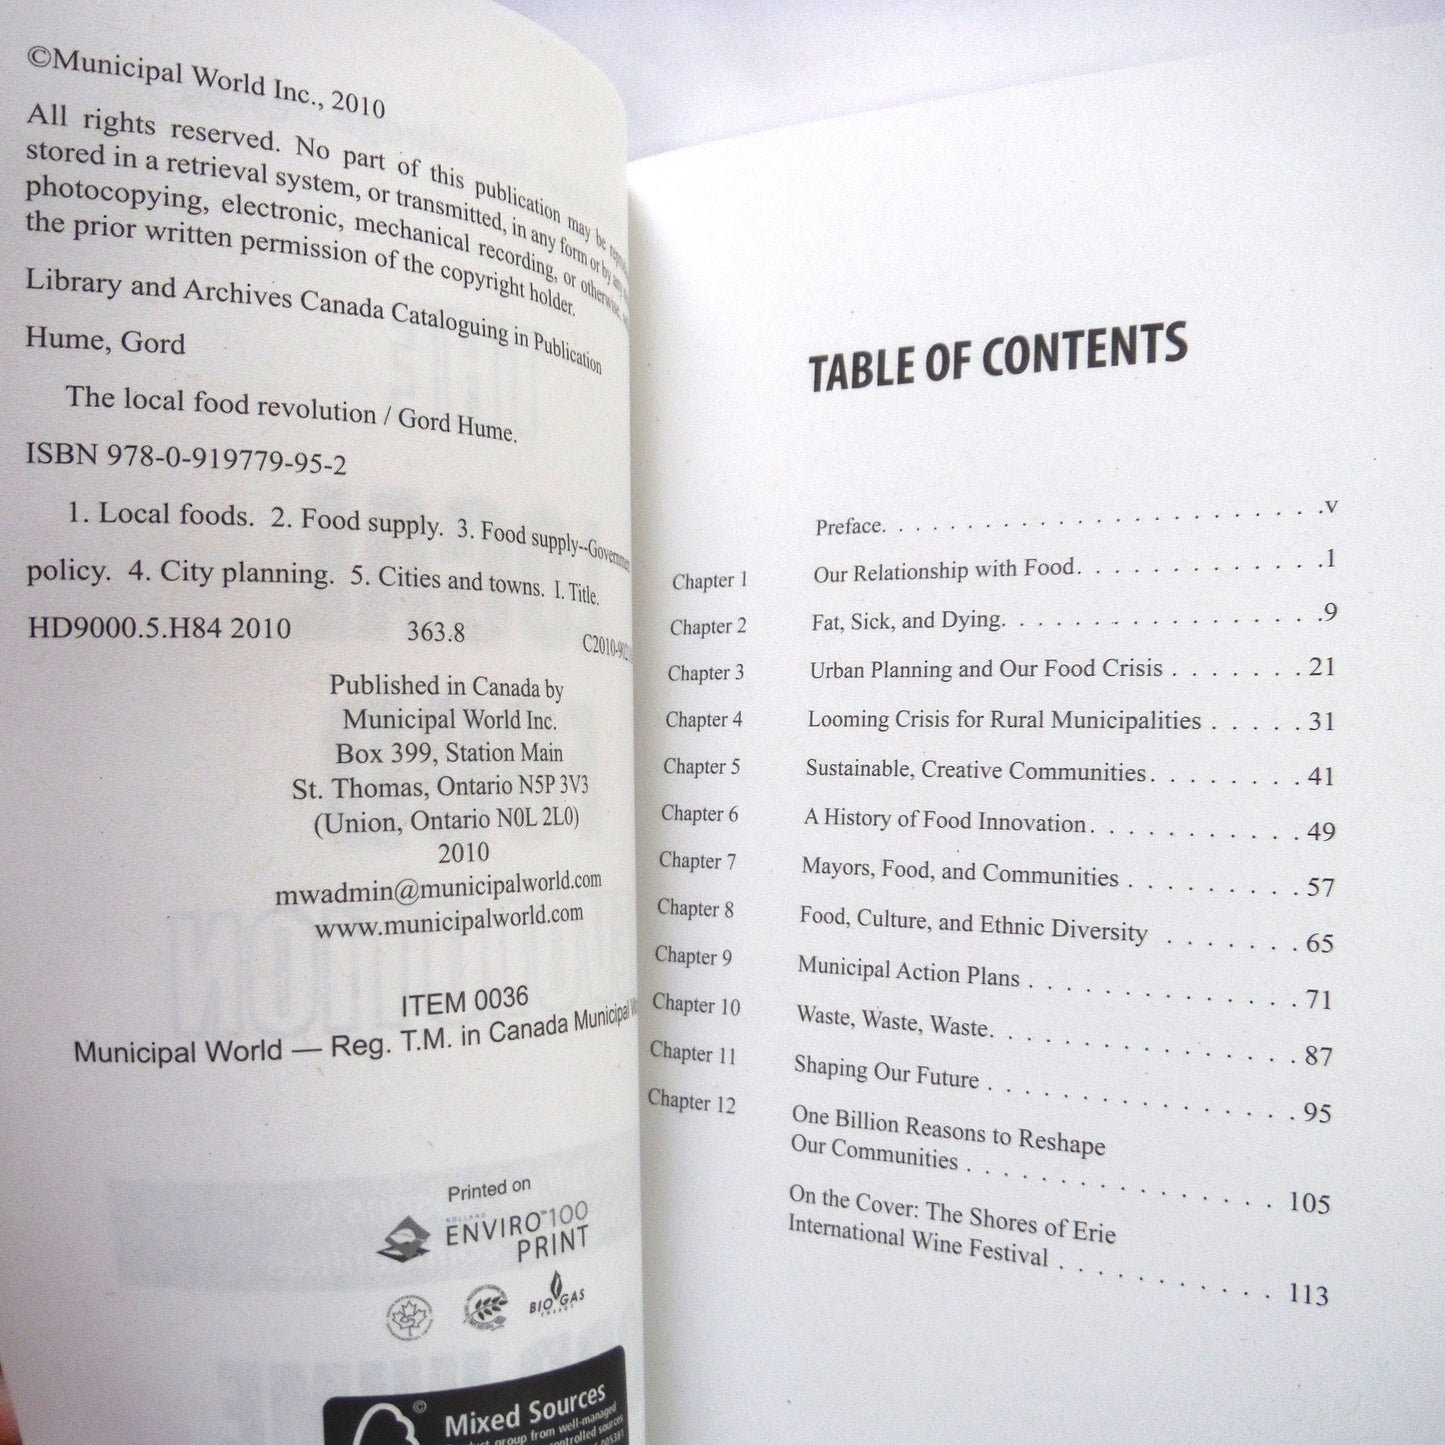 ©Municipal World Inc., 2010
All rights reserved. No part of this publication may be
stored in a retrieval system, or transmitted, in any form or by any
photocopying, electronic, mechanical recording, or otherwise,
the prior written permission of the copyright holder.
Library and Archives Canada Cataloguing in Publication
Hume, Gord
The local food revolution / Gord Hume.
ISBN 978-0-919779-95-2
1. Local foods. 2. Food supply. 3. Food supply--Government
policy. 4. City planning. 5. Cities and towns. I. Title.
HD9000.5.H84 2010 363.8
Published in Canada by
Municipal World Inc.
Box 399, Station Main
St. Thomas, Ontario N5P 3V3
(Union, Ontario N0L 2L0)
2010
mwadmin@municipalworld.com
www.municipalworld.com
ITEM 0036
Municipal World — Reg. T.M. in Canada Municipal
Printed on
ROLLAND
ENVIRO™100
PRINT
BIOGAS
ENERGY
©
Mixed Sources
group from well-managed
controlled sources
TABLE OF CONTENTS
Preface. . . . . . . . . . . . . . . . . . . . . . . .v
Chapter 1 Our Relationship with Food. . . . . . . . . . . . . .1
Chapter 2 Fat, Sick, and Dying. . . . . . . . . . . . . . . . . .9
Chapter 3 Urban Planning and Our Food Crisis . . . . . . . 21
Chapter 4 Looming Crisis for Rural Municipalities . . . . . 31
Chapter 5 Sustainable, Creative Communities. . . . . . . . 41
Chapter 6 A History of Food Innovation. . . . . . . . . . . 49
Chapter 7 Mayors, Food, and Communities . . . . . . . . . 57
Chapter 8 Food, Culture, and Ethnic Diversity . . . . . . . 65
Chapter 9 Municipal Action Plans . . . . . . . . . . . . . . 71
Chapter 10 Waste, Waste, Waste. . . . . . . . . . . . . . . . 87
Chapter 11 Shaping Our Future . . . . . . . . . . . . . . . . 95
Chapter 12 One Billion Reasons to Reshape
Our Communities . . . . . . . . . . . . . . . . 105
On the Cover: The Shores of Erie
International Wine Festival . . . . . . . . . . . 113